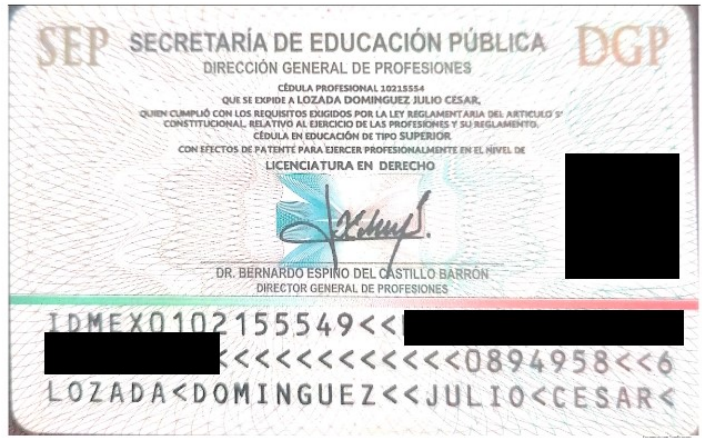 SEP SECRETARÍA DE EDUCACIÓN PÚBLICA DGP
DIRECCIÓN GENERAL DE PROFESIONES
CÉDULA PROFESIONAL 10215554
QUE SE EXPIDE A LOZADA DOMINGUEZ JULIO CÉSAR,
QUIEN CUMPLIÓ CON LOS REQUISITOS EXIGIDOS POR LA LEY REGLAMENTARIA DEL ARTICULO 5°
CONSTITUCIONAL, RELATIVO AL EJERCICIO DE LAS PROFESIONES Y SU REGLAMENTO.
CÉDULA EN EDUCACIÓN DE TIPO SUPERIOR
CON EFECTOS DE PATENTE PARA EJERCER PROFESIONALMENTE EN EL NIVEL DE
LICENCIATURA EN DERECHO
DR. BERNARDO ESPINO DEL CASTILLO BARRÓN
DIRECTOR GENERAL DE PROFESIONES
IDMEX0102155549<<
<<<<<<<<<<<<<0894958<<6
LOZADA<DOMINGUEZ<<JULIO<CESAR<